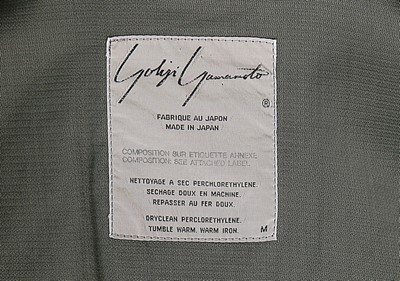 Yohji Yamamoto
®
FABRIQUE AU JAPON
MADE IN JAPAN
COMPOSITION SUR ETIQUETTE ANNEXE.
COMPOSITION: SEE ATTACHED LABEL.
NETTOYAGE A SEC PERCHLORETHYLENE.
SECHAGE DOUX EN MACHINE.
REPASSER AU FER DOUX.
DRYCLEAN PERCLORETHYLENE.
TUMBLE WARM. WARM IRON. M